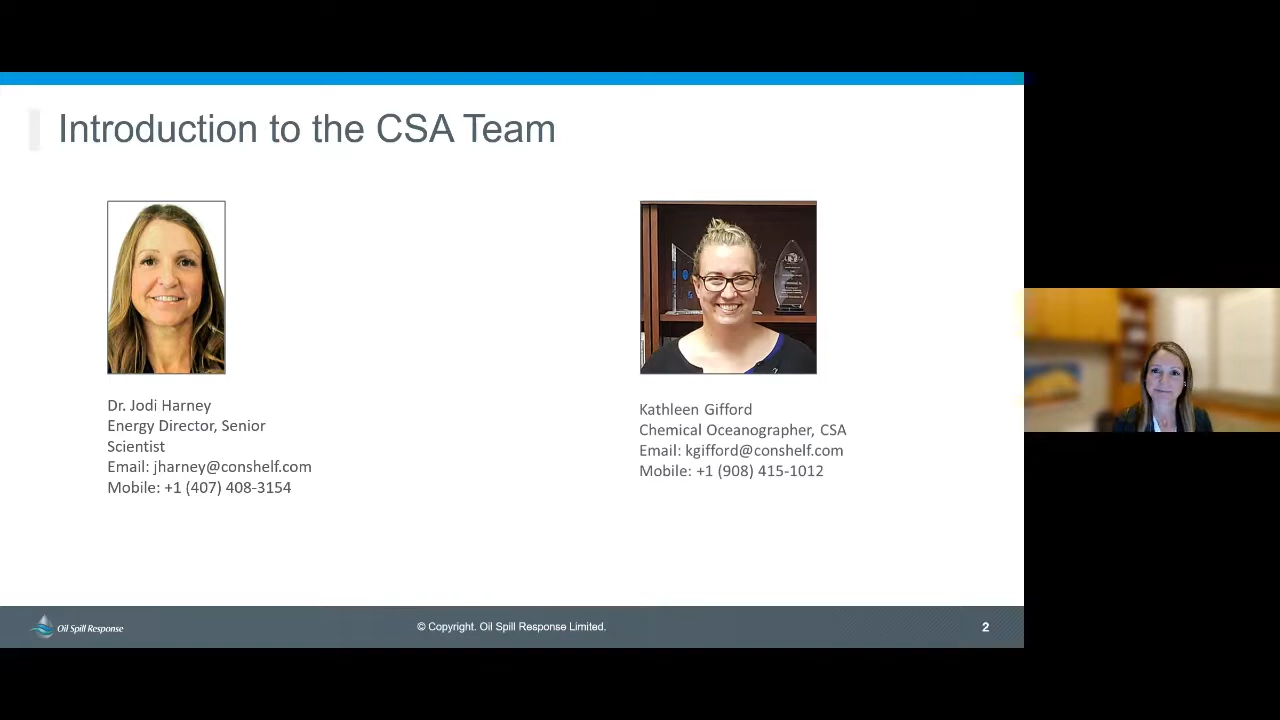 Introduction to the CSA Team
Dr. Jodi Harney
Energy Director, Senior
Scientist
Email: jharney@conshelf.com
Mobile: +1 (407) 408-3154
Kathleen Gifford
Chemical Oceanographer, CSA
Email: kgifford@conshelf.com
Mobile: +1 (908) 415-1012
Oil Spill Response
© Copyright. Oil Spill Response Limited.
2